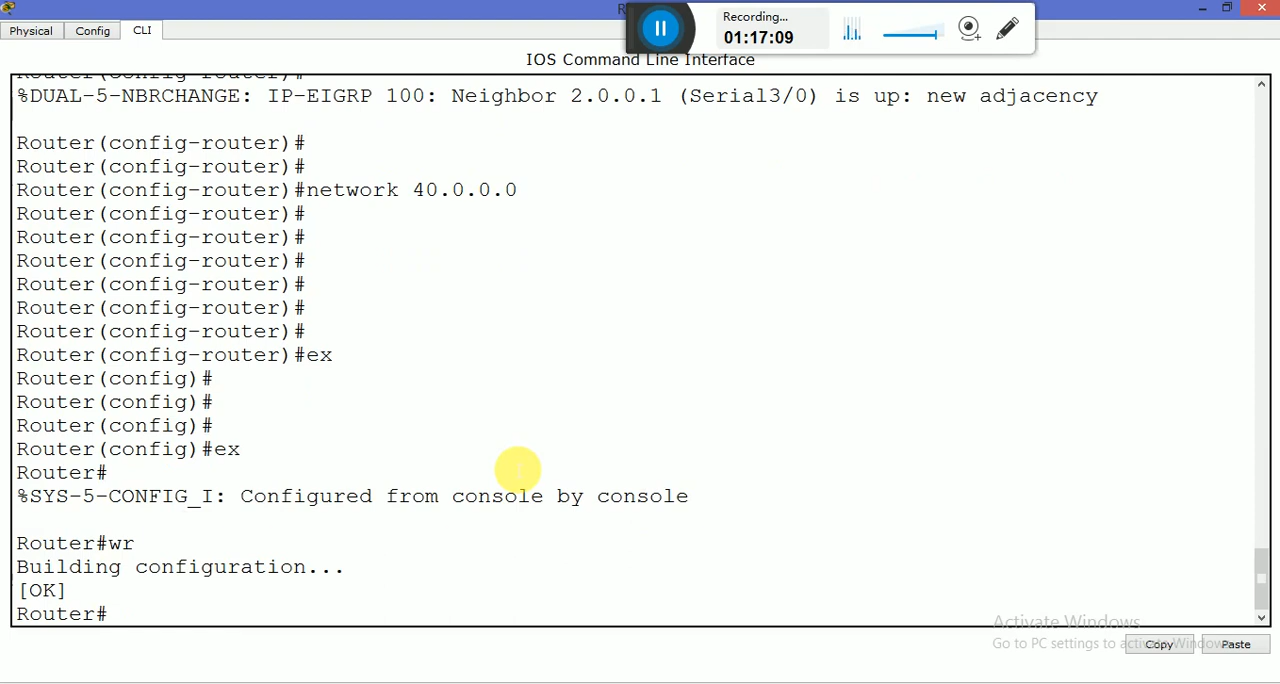 Recording...
01:17:09
Physical
Config
CLI
IOS Command Line Interface
Router(config-router)#
%DUAL-5-NBRCHANGE: IP-EIGRP 100: Neighbor 2.0.0.1 (Serial3/0) is up: new adjacency
Router(config-router)#
Router(config-router)#
Router(config-router)#network 40.0.0.0
Router(config-router)#
Router(config-router)#
Router(config-router)#
Router(config-router)#
Router(config-router)#
Router(config-router)#
Router(config-router)#ex
Router(config)#
Router(config)#
Router(config)#
Router(config)#ex
Router#
%SYS-5-CONFIG_I: Configured from console by console
Router#wr
Building configuration...
[OK]
Router#
Activate Windows
Go to PC settings to activate Windows.
Copy
Paste